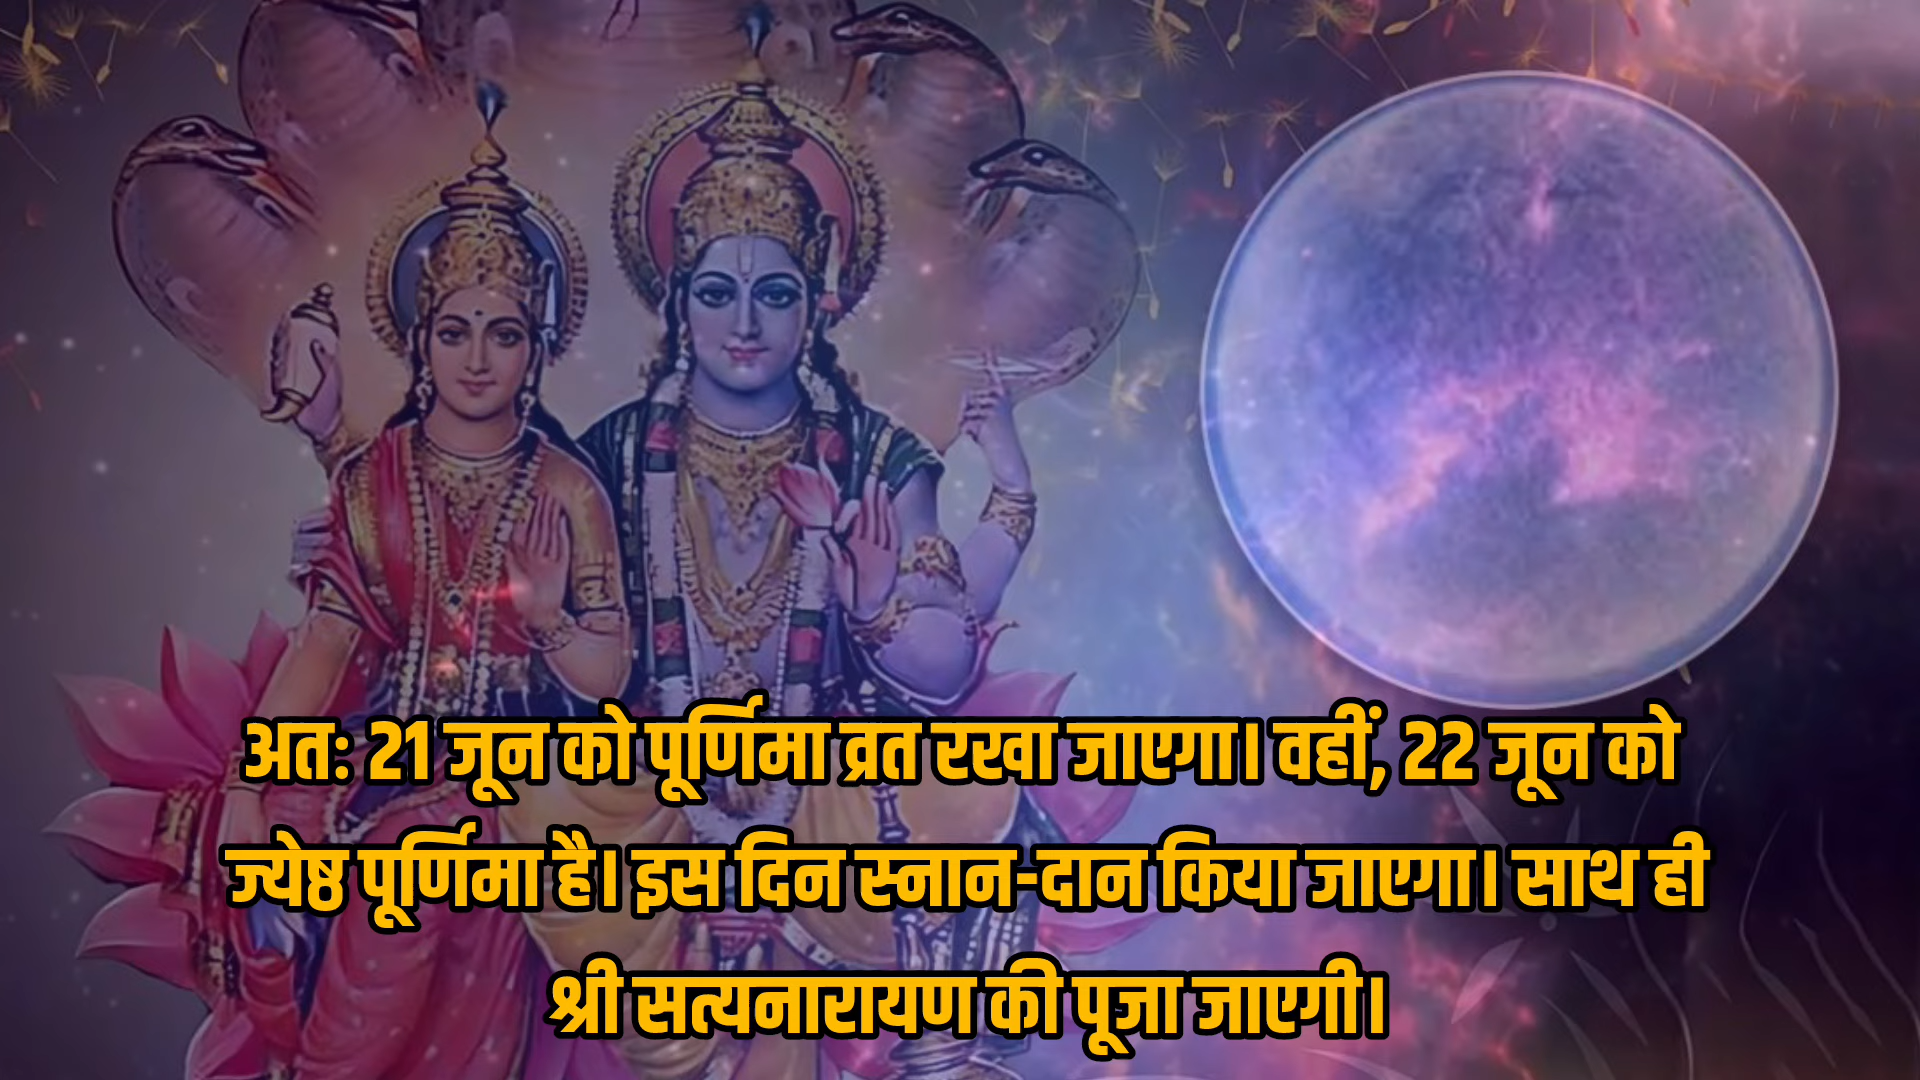 अतः 21 जून को पूर्णिमा व्रत रखा जाएगा। वहीं, 22 जून को
ज्येष्ठ पूर्णिमा है। इस दिन स्नान-दान किया जाएगा। साथ ही
श्री सत्यनारायण की पूजा जाएगी।